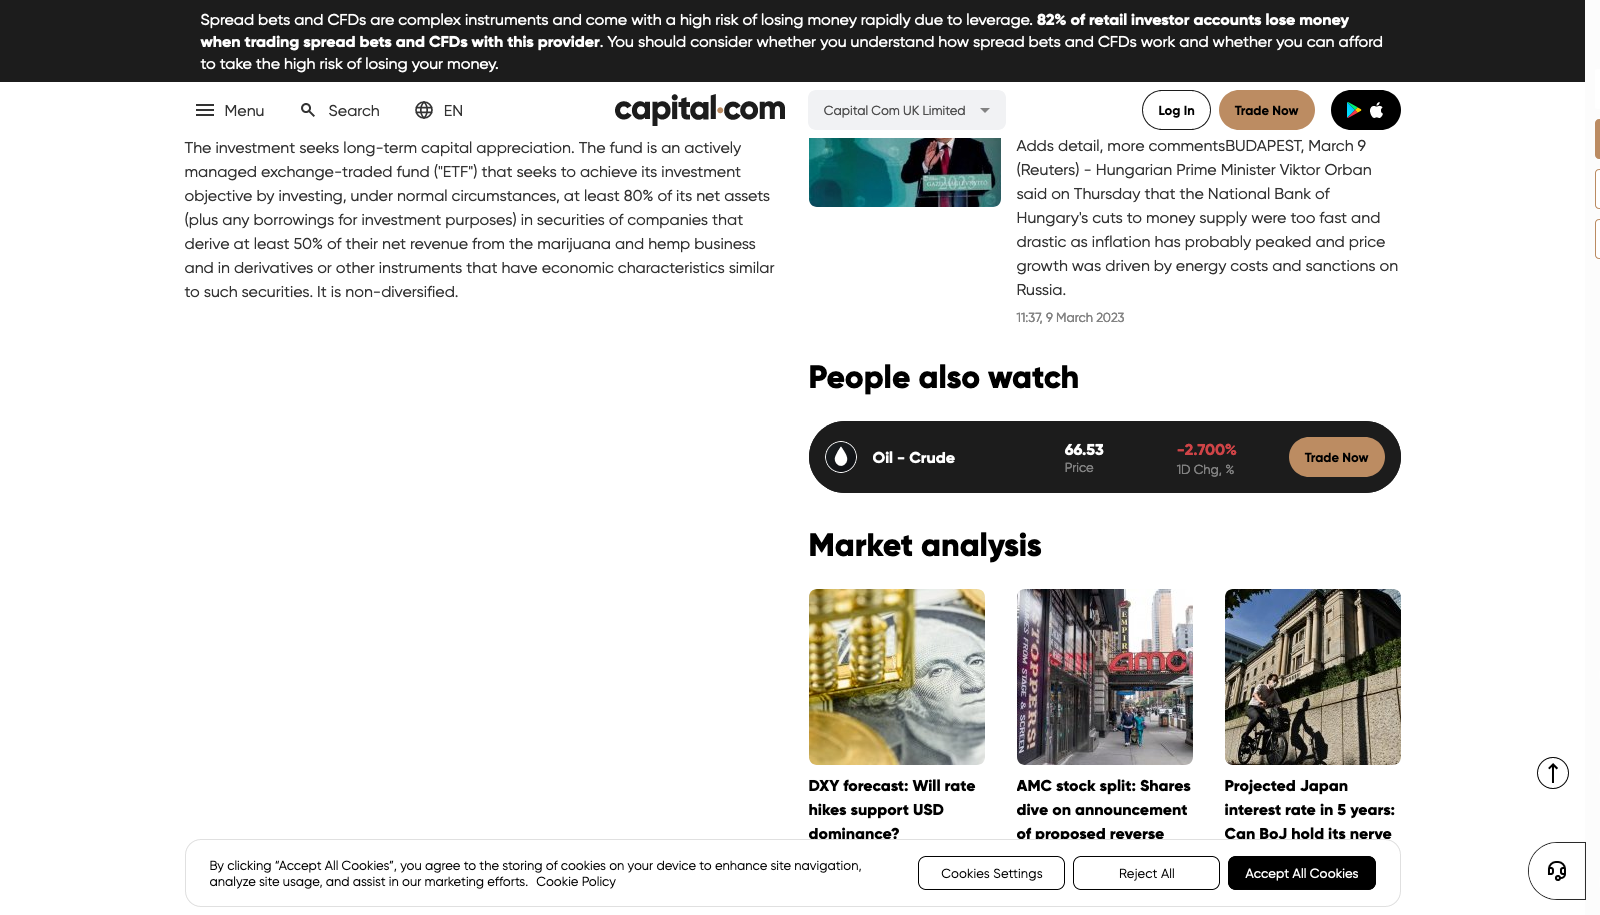 Spread bets and CFDs are complex instruments and come with a high risk of losing money rapidly due to leverage. 82% of retail investor accounts lose money
when trading spread bets and CFDs with this provider. You should consider whether you understand how spread bets and CFDs work and whether you can afford
to take the high risk of losing your money.
Menu
Search
EN
capital.com
Capital Com UK Limited
Log In
Trade Now
The investment seeks long-term capital appreciation. The fund is an actively
managed exchange-traded fund ("ETF") that seeks to achieve its investment
objective by investing, under normal circumstances, at least 80% of its net assets
(plus any borrowings for investment purposes) in securities of companies that
derive at least 50% of their net revenue from the marijuana and hemp business
and in derivatives or other instruments that have economic characteristics similar
to such securities. It is non-diversified.
Adds detail, more commentsBUDAPEST, March 9
(Reuters) - Hungarian Prime Minister Viktor Orban
said on Thursday that the National Bank of
Hungary's cuts to money supply were too fast and
drastic as inflation has probably peaked and price
growth was driven by energy costs and sanctions on
Russia.
11:37, 9 March 2023
People also watch
Oil - Crude
66.53
Price
-2.700%
1D Chg, %
Trade Now
Market analysis
EMPIRE
amc
TOPPERS!
FROM STAGE & SCREEN
DXY forecast: Will rate
hikes support USD
dominance?
AMC stock split: Shares
dive on announcement
of proposed reverse
Projected Japan
interest rate in 5 years:
Can BoJ hold its nerve
By clicking “Accept All Cookies”, you agree to the storing of cookies on your device to enhance site navigation,
analyze site usage, and assist in our marketing efforts. Cookie Policy
Cookies Settings
Reject All
Accept All Cookies